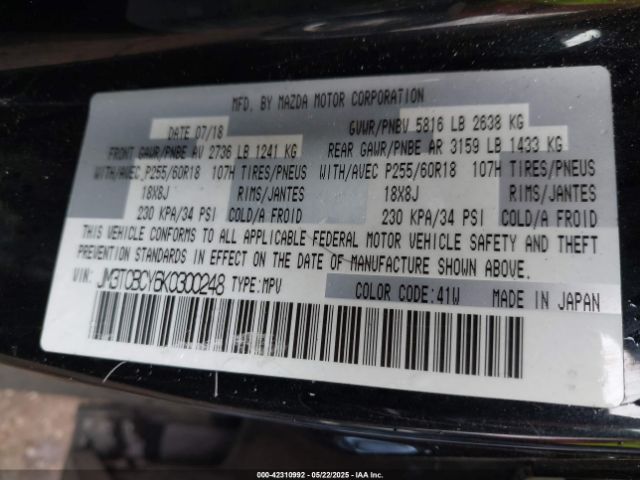 MFD. BY MAZDA MOTOR CORPORATION
DATE 07/18 GVWR/PNBV 5816 LB 2638 KG
FRONT GAWR/PNBE AV 2736 LB 1241 KG REAR GAWR/PNBE AR 3159 LB 1433 KG
WITH/AVEC P255/60R18 107H TIRES/PNEUS WITH/AVEC P255/60R18 107H TIRES/PNEUS
18X8J RIMS/JANTES 18X8J RIMS/JANTES
230 KPA/34 PSI COLD/A FROID 230 KPA/34 PSI COLD/A FROID
THIS VEHICLE CONFORMS TO ALL APPLICABLE FEDERAL MOTOR VEHICLE SAFETY AND THEFT
PREVENTION STANDARDS IN EFFECT ON THE DATE OF MANUFACTURE SHOWN ABOVE.
VIN: JM3TCBCY6K0300248 TYPE:MPV COLOR CODE:41W MADE IN JAPAN
000-42310992 - 05/22/2025 - IAAI.COM